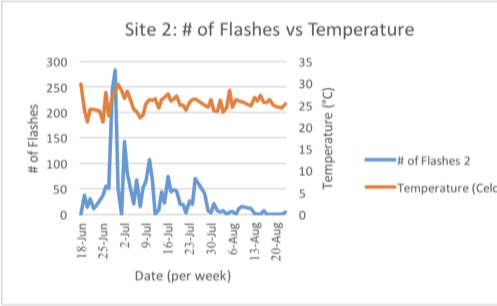 Site 2: # of Flashes vs Temperature
# of Flashes
300
250
200
150
100
50
0
35
30
25
20
15
10
5
0
Temperature (°C)
18-Jun
25-Jun
2-Jul
9-Jul
16-Jul
23-Jul
30-Jul
6-Aug
13-Aug
20-Aug
Date (per week)
# of Flashes 2
Temperature (Celc